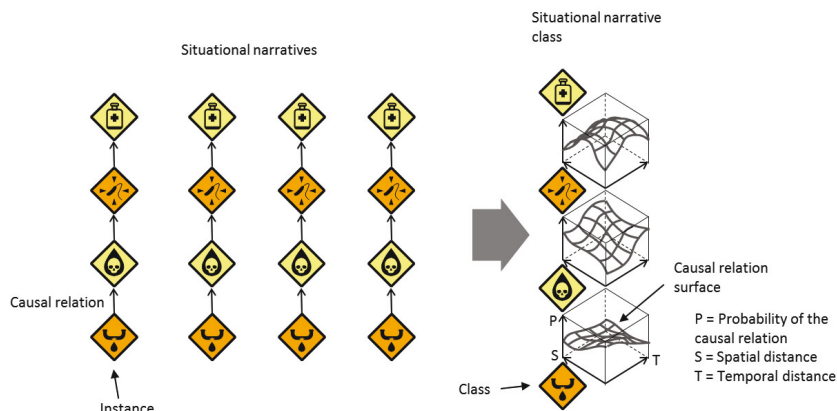 Situational narratives
Situational narrative
class
Causal relation
Instance
Causal relation
surface
P
S
T
Class
P = Probability of the
causal relation
S = Spatial distance
T = Temporal distance